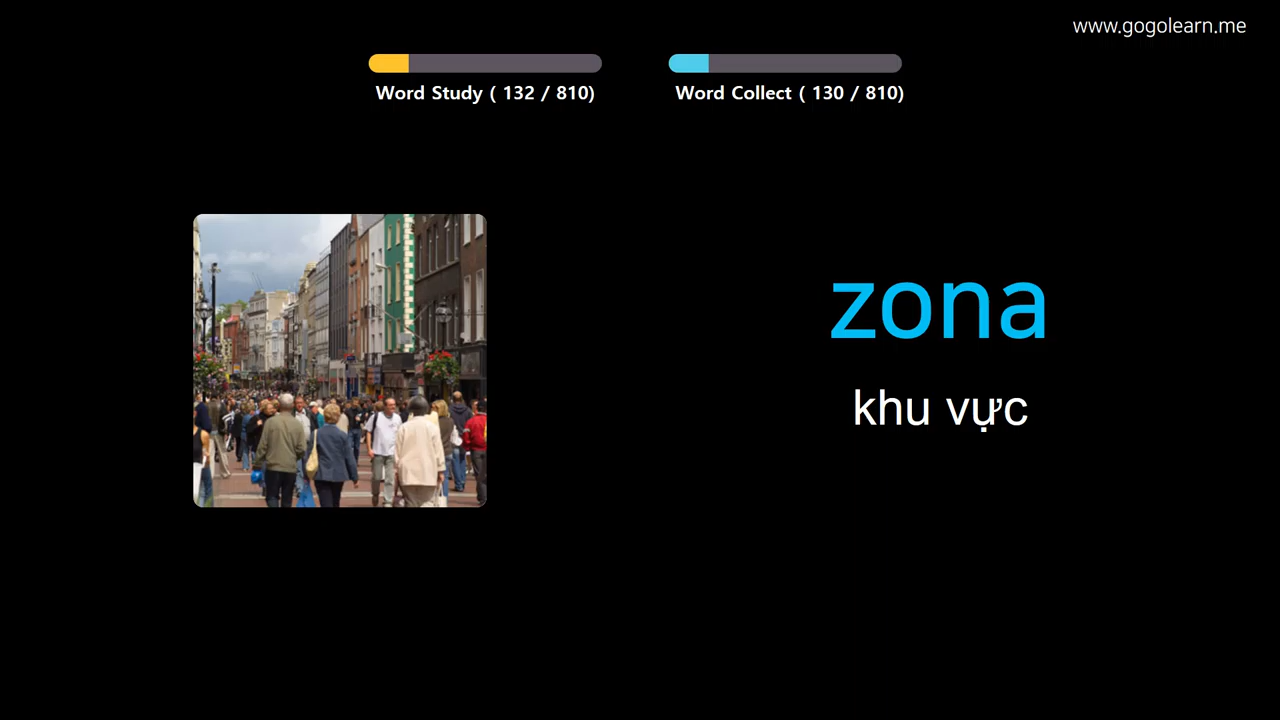 www.gogolearn.me
Word Study ( 132 / 810)
Word Collect ( 130 / 810)
zona
khu vực